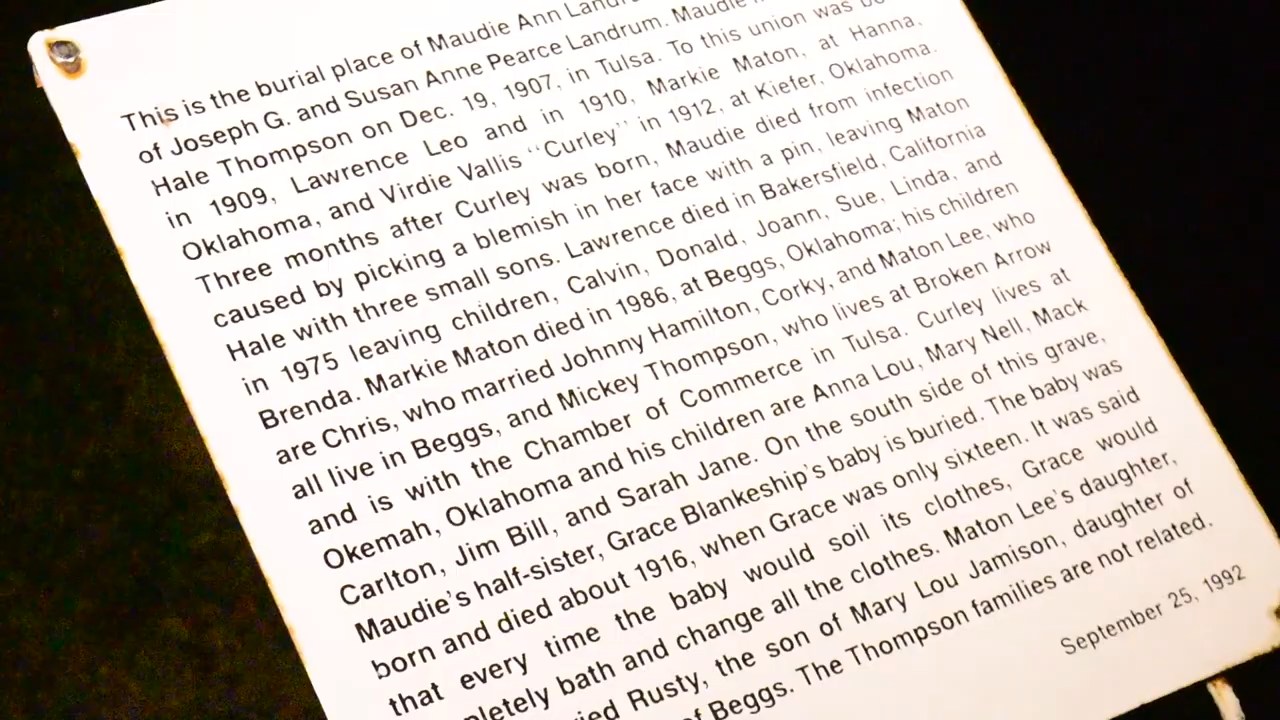 This is the burial place of Maudie Ann
of Joseph G. and Susan Anne Pearce Landrum. Maudie
Hale Thompson on Dec. 19, 1907, in Tulsa. To this union was
in 1909, Lawrence Leo and in 1910, Markie Maton, at Hanna,
Oklahoma, and Virdie Vallis “Curley” in 1912, at Kiefer, Oklahoma.
Three months after Curley was born, Maudie died from infection
caused by picking a blemish in her face with a pin, leaving Maton
Hale with three small sons. Lawrence died in Bakersfield, California
in 1975 leaving children, Calvin, Donald, Joann, Sue, Linda, and
Brenda. Markie Maton died in 1986, at Beggs, Oklahoma; his children
are Chris, who married Johnny Hamilton, Corky, and Maton Lee, who
all live in Beggs, and Mickey Thompson, who lives at Broken Arrow
and is with the Chamber of Commerce in Tulsa. Curley lives at
Okemah, Oklahoma and his children are Anna Lou, Mary Nell, Mack
Carlton, Jim Bill, and Sarah Jane. On the south side of this grave,
Maudie's half-sister, Grace Blankeship's baby is buried. The baby was
born and died about 1916, when Grace was only sixteen. It was said
that every time the baby would soil its clothes, Grace would
pletely bath and change all the clothes. Maton Lee's daughter,
ied Rusty, the son of Mary Lou Jamison, daughter of
of Beggs. The Thompson families are not related.
September 25, 1992